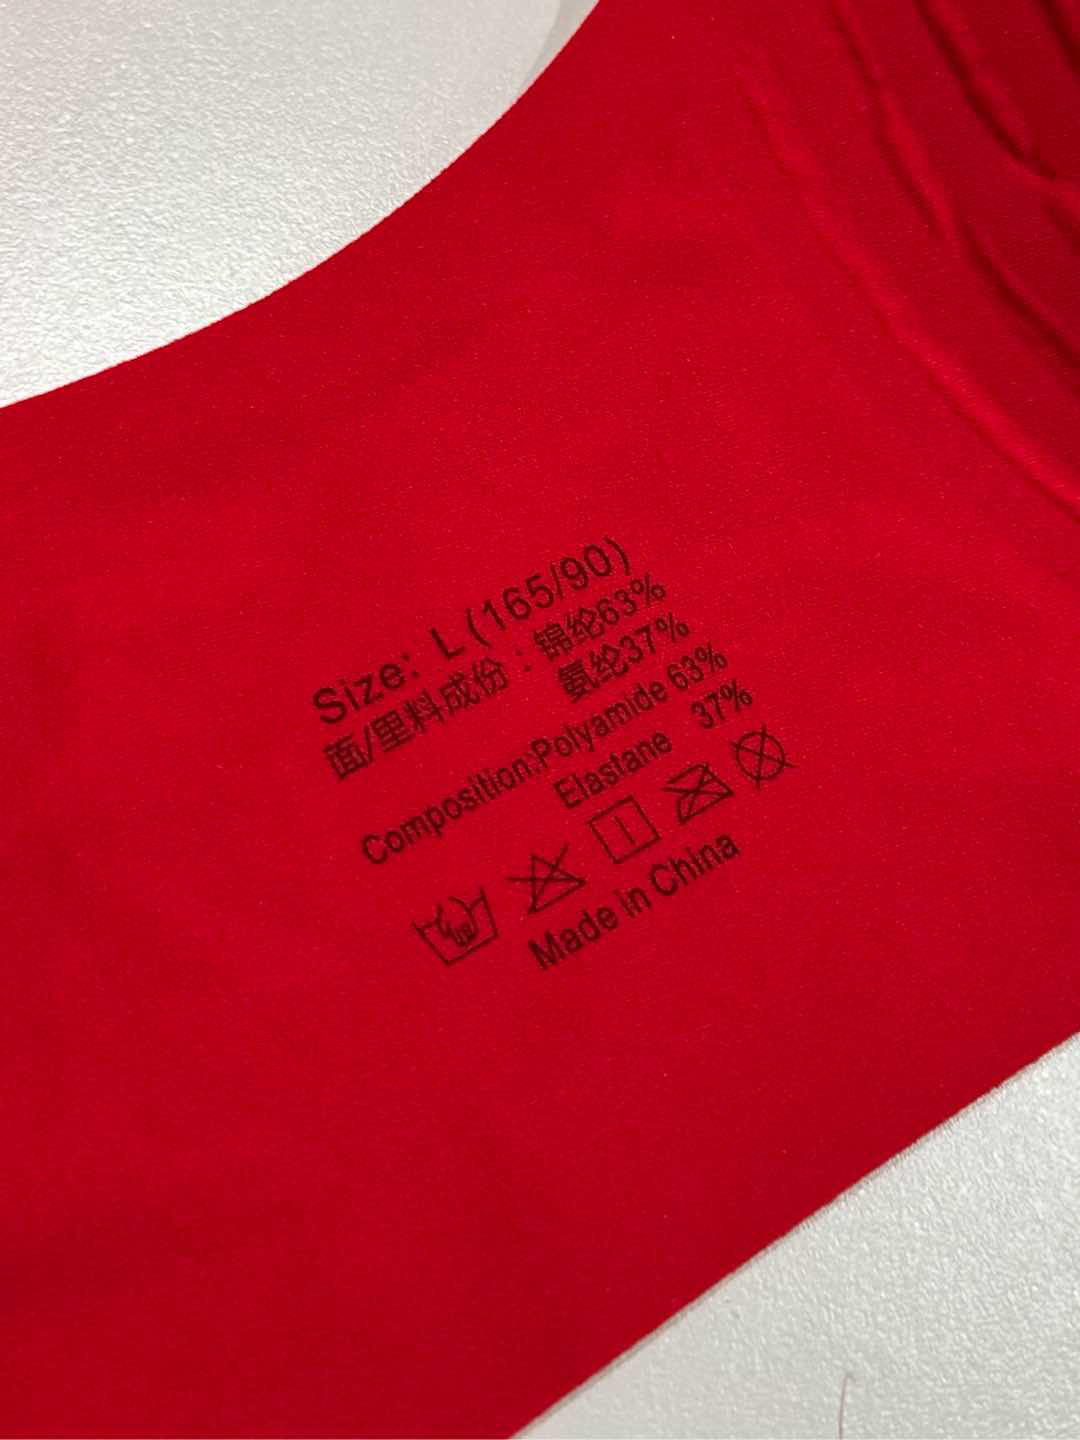 Size: L(165/90)
面/里料成份：锦纶63%
氨纶37%
Composition:Polyamide 63%
Elastane 37%
Made in China